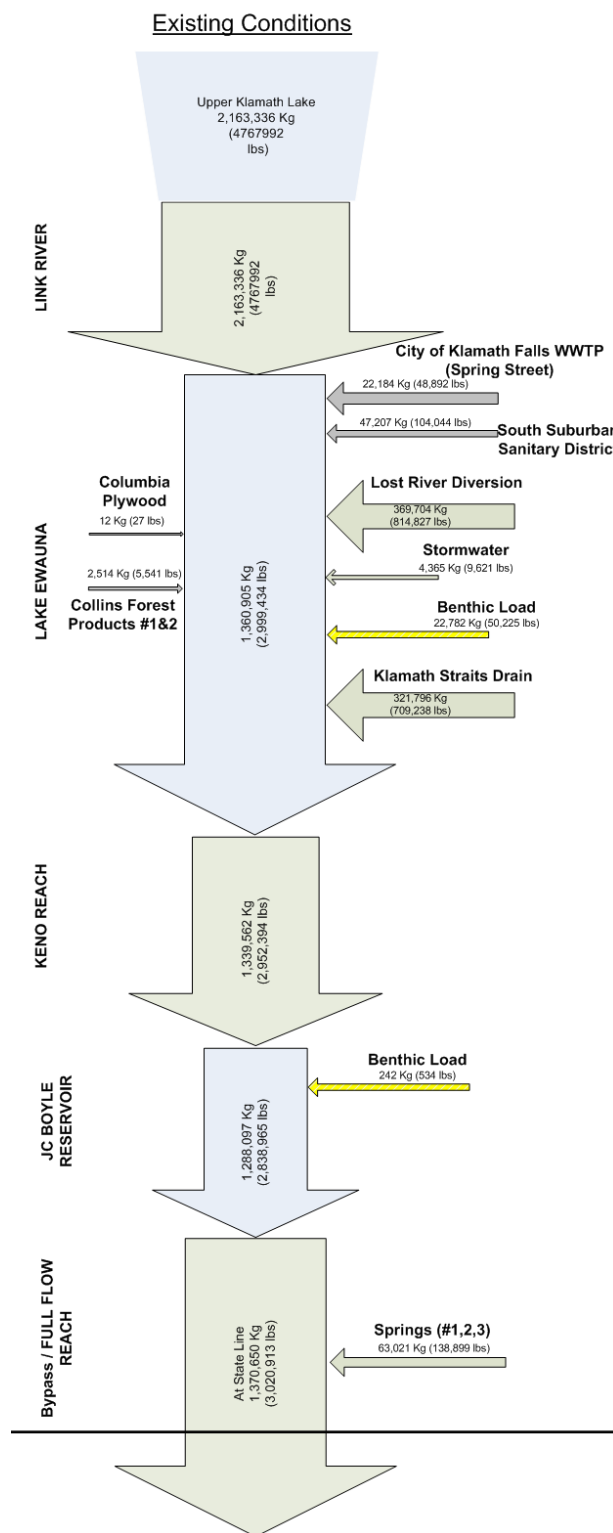 Existing Conditions
Upper Klamath Lake
2,163,336 Kg
(4767992
lbs)
LINK RIVER
2,163,336 Kg
(4767992
lbs)
City of Klamath Falls WWTP
(Spring Street)
22,184 Kg (48,892 lbs)
47,207 Kg (104,044 lbs)
South Suburban
Sanitary District
Columbia
Plywood
12 Kg (27 lbs)
Lost River Diversion
369,704 Kg
(814,827 lbs)
Stormwater
4,365 Kg (9,621 lbs)
2,514 Kg (5,541 lbs)
Collins Forest
Products #1&2
LAKE EWAUNA
1,360,905 Kg
(2,999,434 lbs)
Benthic Load
22,782 Kg (50,225 lbs)
Klamath Straits Drain
321,796 Kg
(709,238 lbs)
KENO REACH
1,339,562 Kg
(2,952,394 lbs)
JC BOYLE
RESERVOIR
1,288,097 Kg
(2,838,965 lbs)
Benthic Load
242 Kg (534 lbs)
Bypass / FULL FLOW
REACH
At State Line
1,370,650 Kg
(3,020,913 lbs)
Springs (#1,2,3)
63,021 Kg (138,899 lbs)